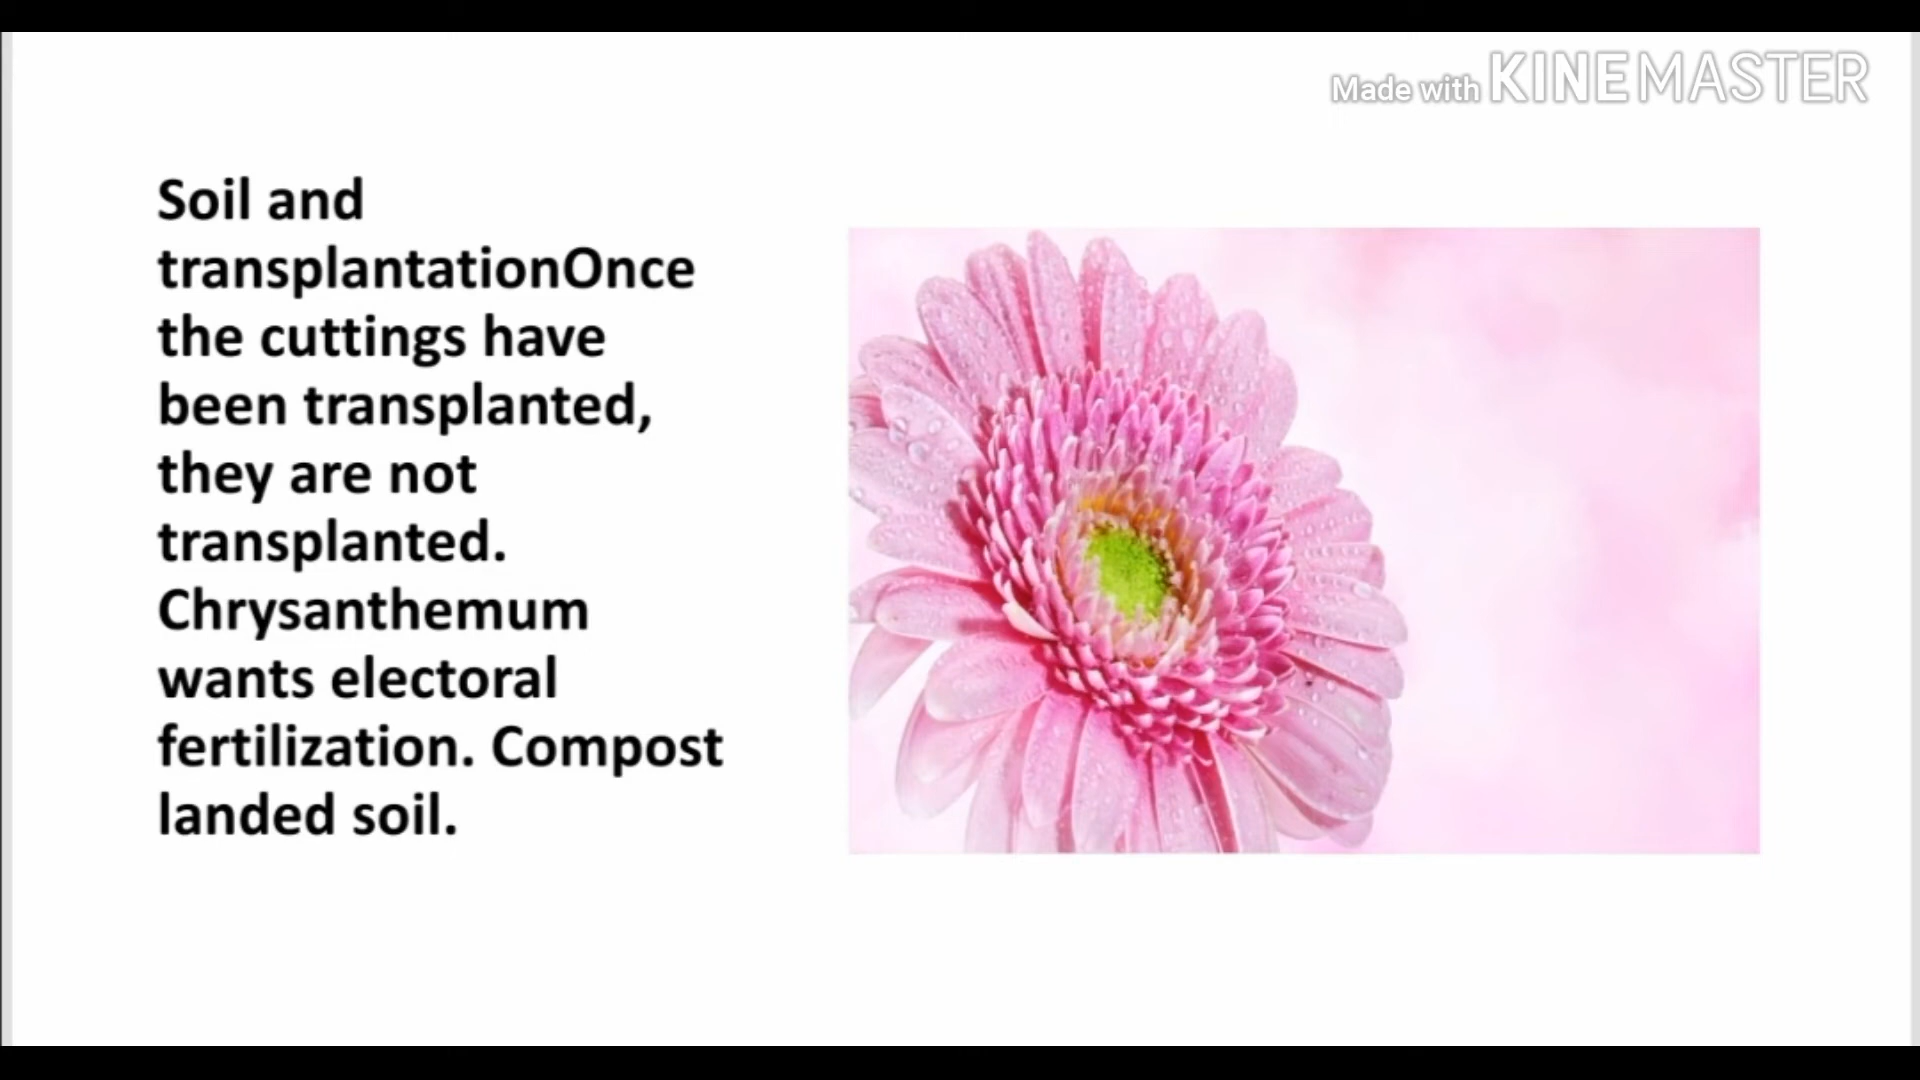 Made with KINEMASTER
Soil and
transplantationOnce
the cuttings have
been transplanted,
they are not
transplanted.
Chrysanthemum
wants electoral
fertilization. Compost
landed soil.